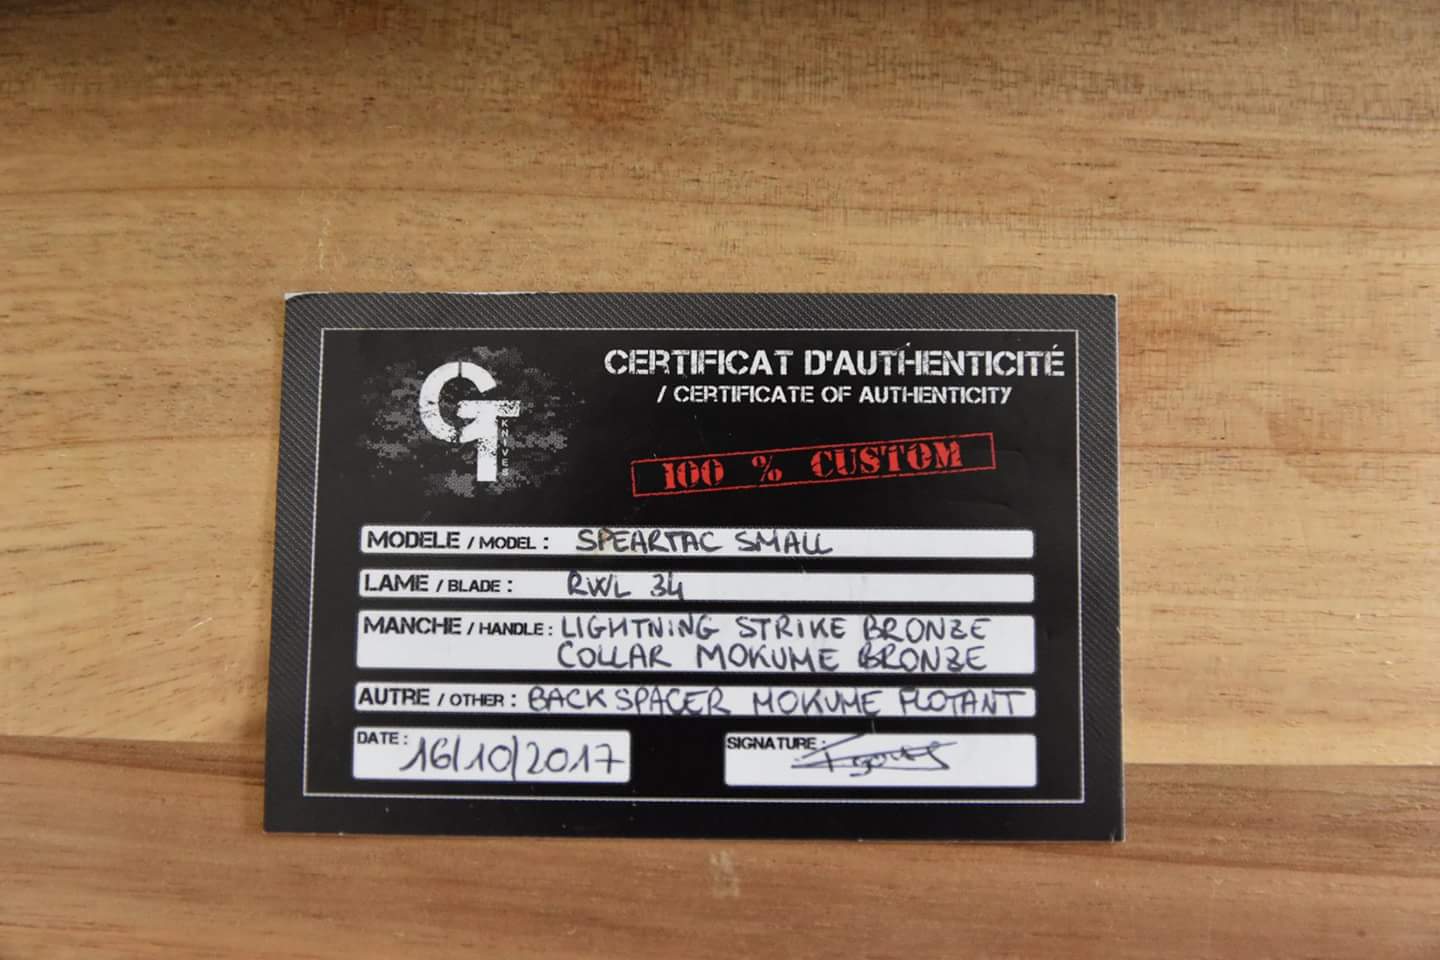 GT
KNIVES
CERTIFICAT D'AUTHENTICITÉ
/ CERTIFICATE OF AUTHENTICITY
100 % CUSTOM
MODELE / MODEL : SPEARTAC SMALL
LAME / BLADE : RWL 34
MANCHE / HANDLE : LIGHTNING STRIKE BRONZE
COLLAR MOKUME BRONZE
AUTRE / OTHER : BACKSPACER MOKUME FLOTANT
DATE : 16/10/2017
SIGNATURE :